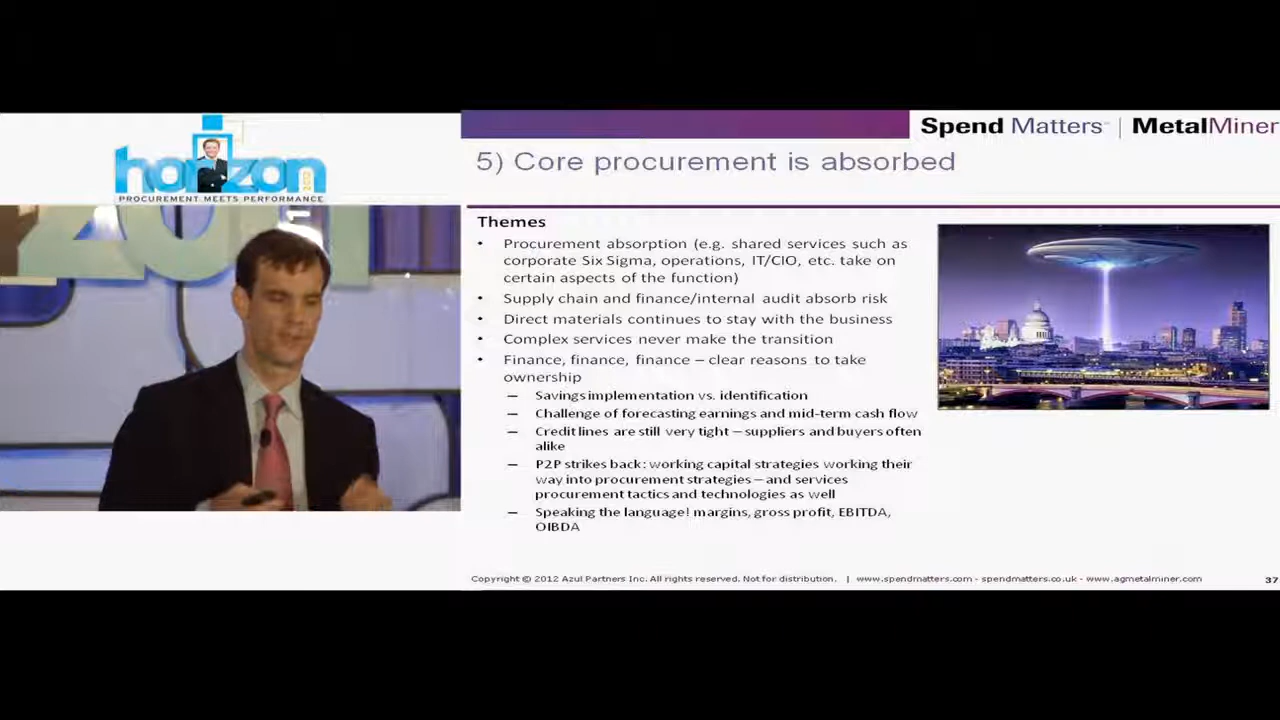 horizon
2012
PROCUREMENT MEETS PERFORMANCE
201
Spend Matters | MetalMiner
5) Core procurement is absorbed
Themes
• Procurement absorption (e.g. shared services such as
corporate Six Sigma, operations, IT/CIO, etc. take on
certain aspects of the function)
• Supply chain and finance/internal audit absorb risk
• Direct materials continues to stay with the business
• Complex services never make the transition
• Finance, finance, finance – clear reasons to take
ownership
– Savings implementation vs. identification
– Challenge of forecasting earnings and mid-term cash flow
– Credit lines are still very tight – suppliers and buyers often
alike
– P2P strikes back: working capital strategies working their
way into procurement strategies – and services
procurement tactics and technologies as well
– Speaking the language! margins, gross profit, EBITDA,
OIBDA
Copyright © 2012 Azul Partners Inc. All rights reserved. Not for distribution. | www.spendmatters.com - spendmatters.co.uk - www.agmetalminer.com
37